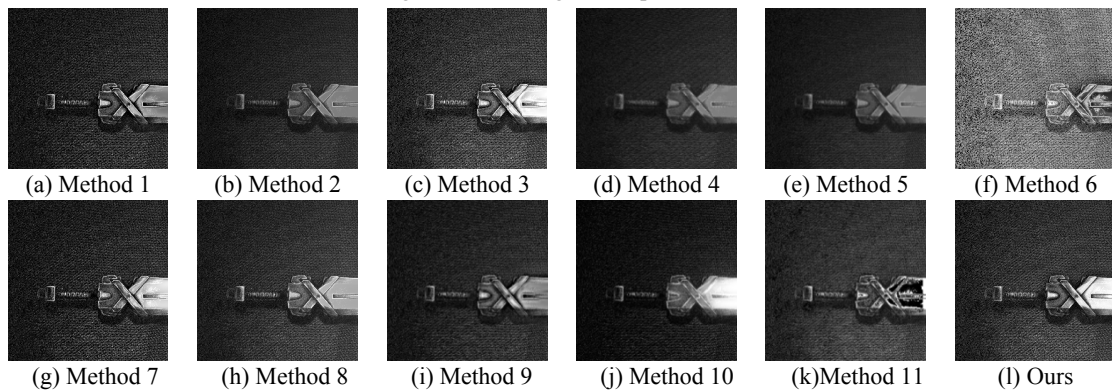 (a) Method 1 (b) Method 2 (c) Method 3 (d) Method 4 (e) Method 5 (f) Method 6
(g) Method 7 (h) Method 8 (i) Method 9 (j) Method 10 (k)Method 11 (l) Ours